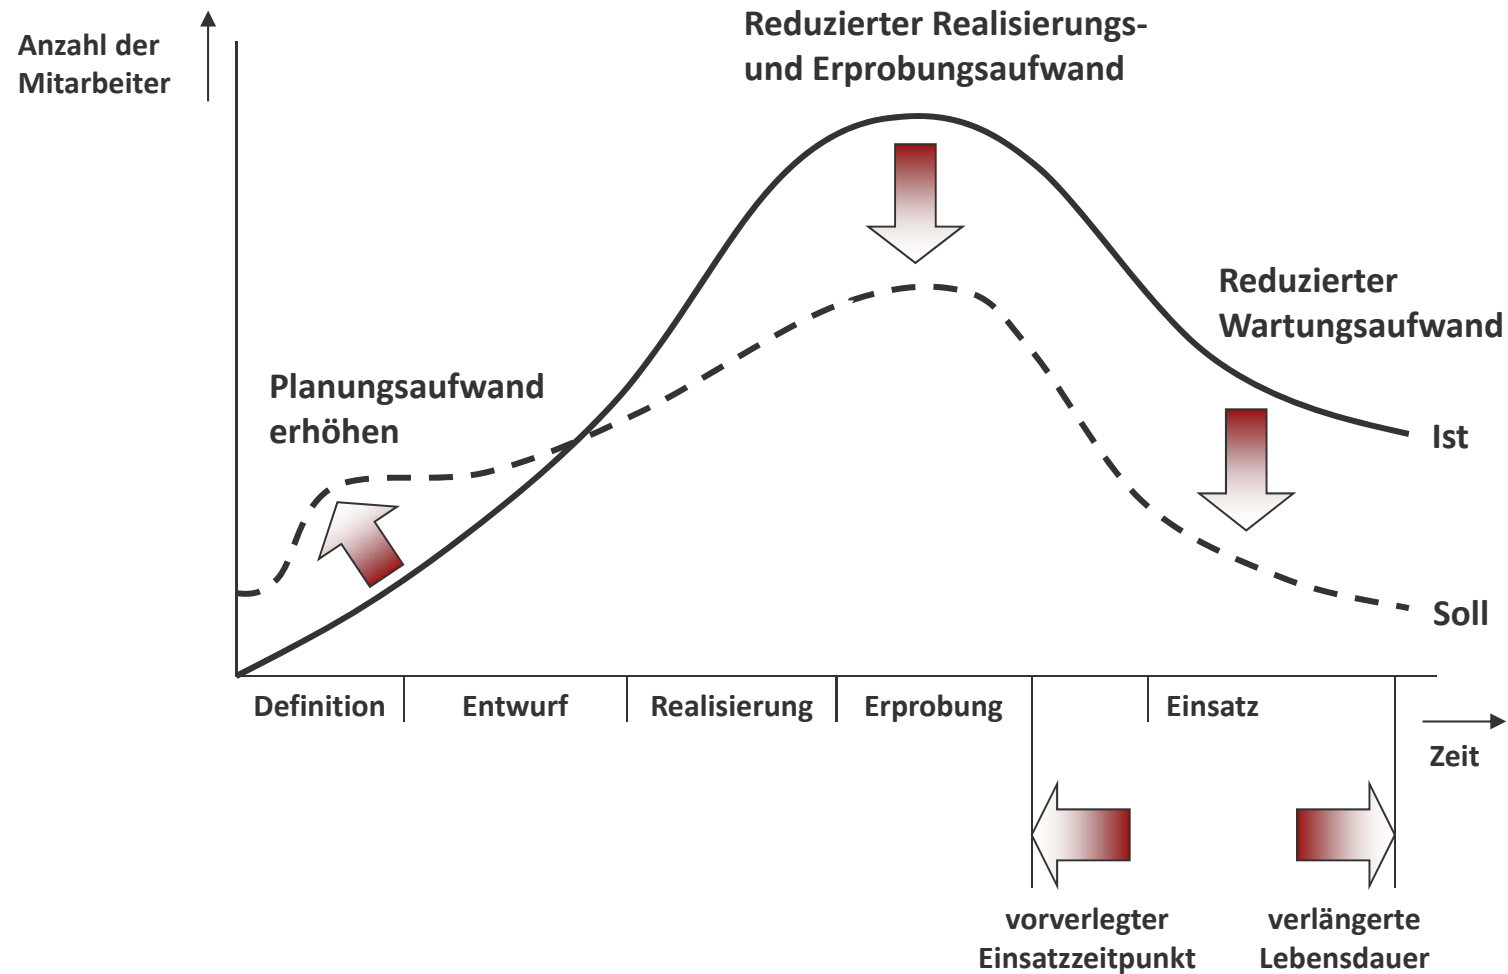 Anzahl der
Mitarbeiter
Reduzierter Realisierungs-
und Erprobungsaufwand
Reduzierter
Wartungsaufwand
Planungsaufwand
erhöhen
Ist
Soll
Definition
Entwurf
Realisierung
Erprobung
Einsatz
Zeit
vorverlegter
Einsatzzeitpunkt
verlängerte
Lebensdauer